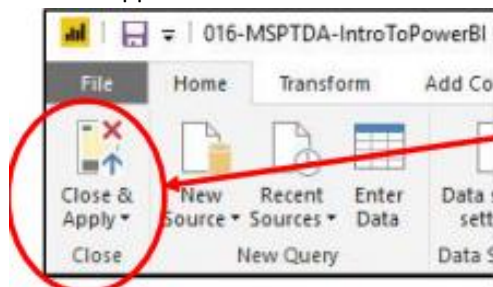 016-MSPTDA-IntroToPowerBI
File Home Transform Add Co
Close & Apply
New Source
Recent Sources
Enter Data
Data s
sett
Close
New Query
Data S